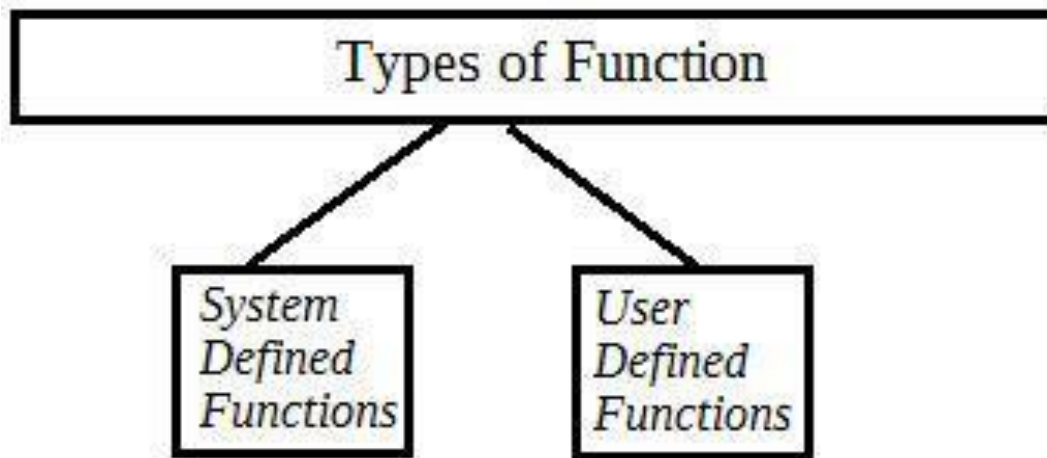 Types of Function
System
Defined
Functions
User
Defined
Functions